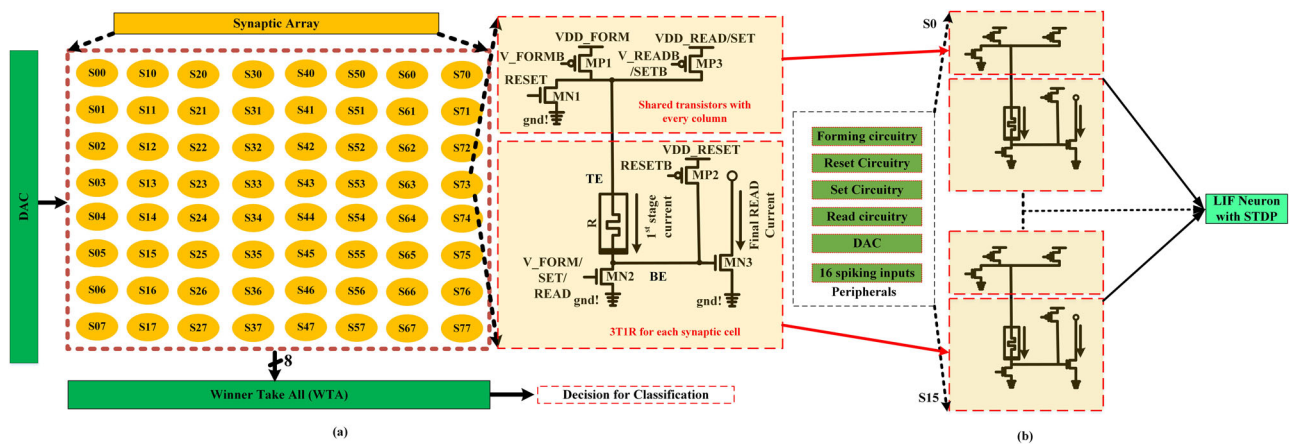 Synaptic Array
DAC
S00 S10 S20 S30 S40 S50 S60 S70
S01 S11 S21 S31 S41 S51 S61 S71
S02 S12 S22 S32 S42 S52 S62 S72
S03 S13 S23 S33 S43 S53 S63 S73
S04 S14 S24 S34 S44 S54 S64 S74
S05 S15 S25 S35 S45 S55 S65 S75
S06 S16 S26 S36 S46 S56 S66 S76
S07 S17 S27 S37 S47 S57 S67 S77
8
Winner Take All (WTA)
Decision for Classification
(a)
VDD_FORM
VDD_READ/SET
V_FORMB
MP1
V_READB
/SETB
MP3
RESET
MN1
gnd!
Shared transistors with
every column
VDD_RESET
RESETB
MP2
TE
R
1st stage
current
Final READ
Current
V_FORM/
SET/
READ
MN2
BE
MN3
gnd!
gnd!
3T1R for each synaptic cell
S0
Forming circuitry
Reset Circuitry
Set Circuitry
Read circuitry
DAC
16 spiking inputs
Peripherals
S15
LIF Neuron
with STDP
(b)